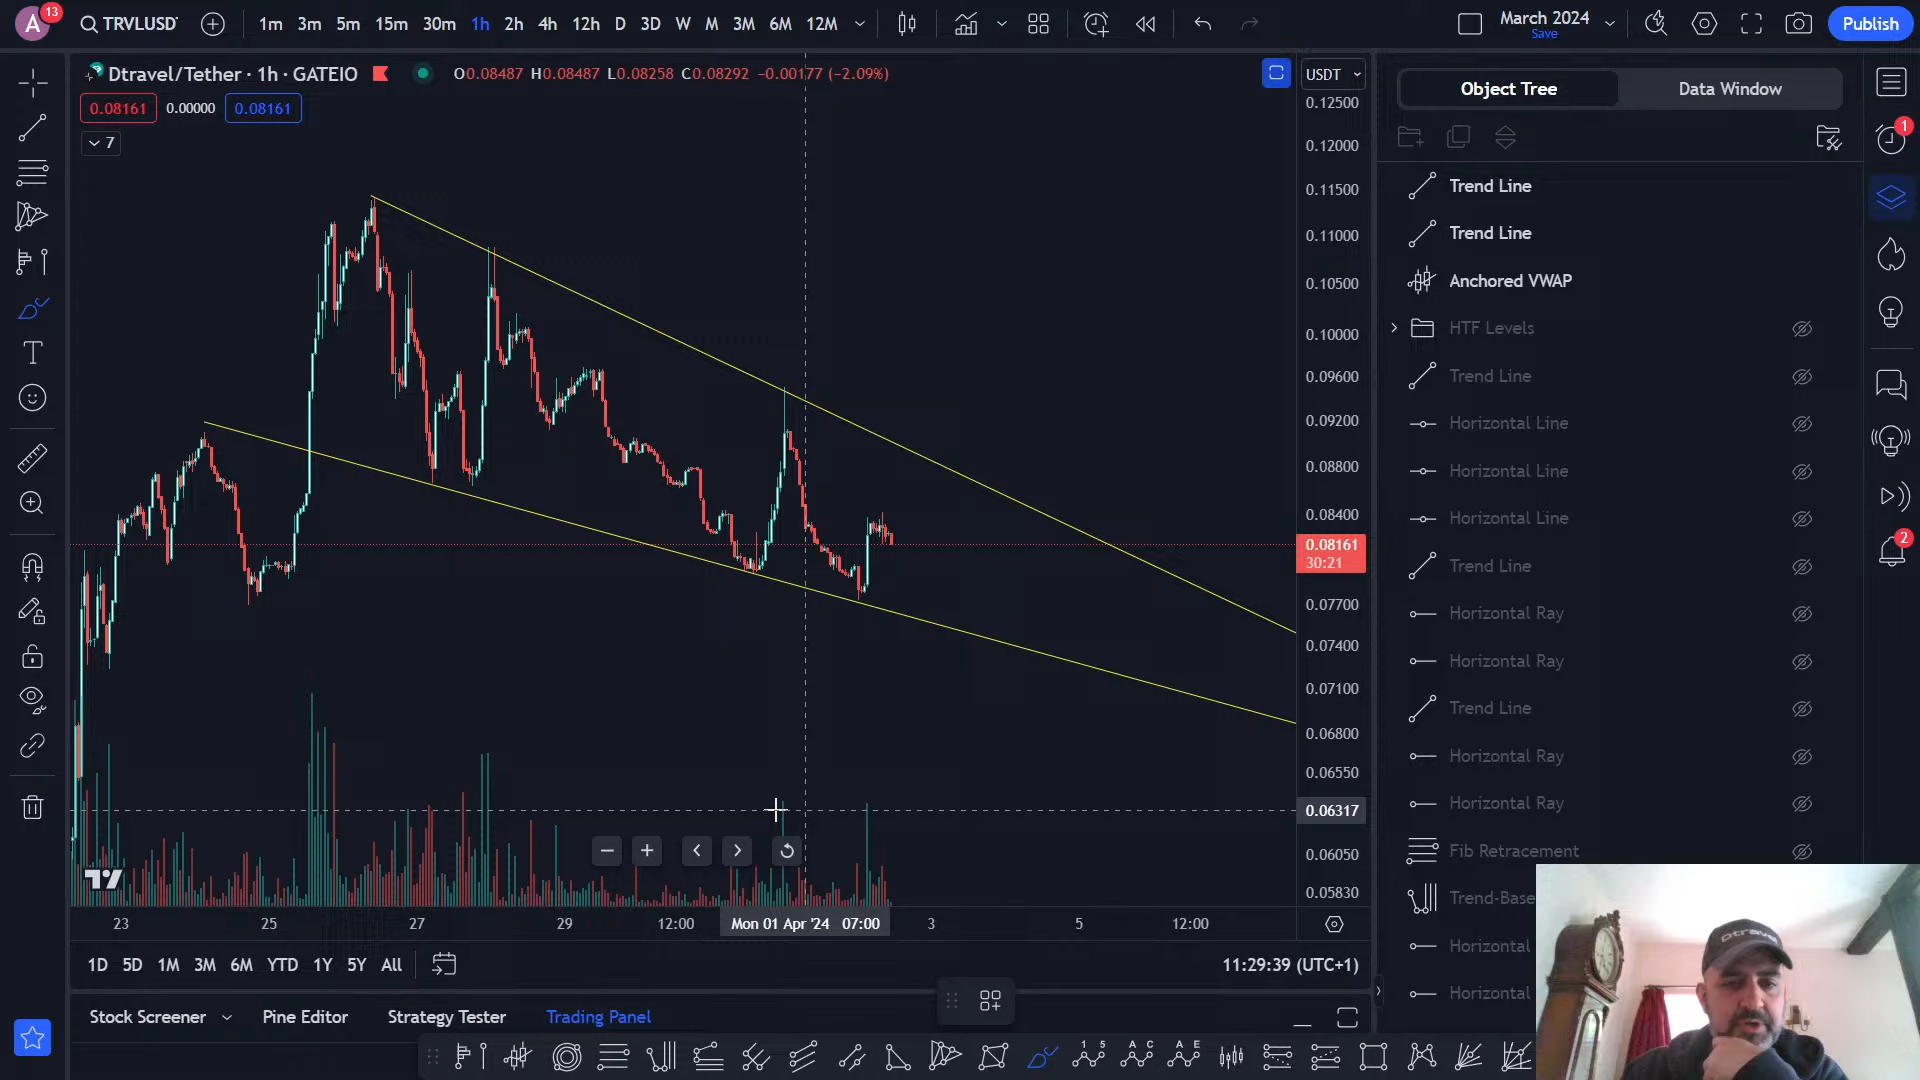 A 13 TRVLUSDT 1m 3m 5m 15m 30m 1h 2h 4h 12h D 3D W M 3M 6M 12M March 2024 Save Publish
Dtravel/Tether · 1h · GATEIO O0.08487 H0.08487 L0.08258 C0.08292 −0.00177 (−2.09%) USDT
0.08161 0.00000 0.08161
7
0.12500
0.12000
0.11500
0.11000
0.10500
0.10000
0.09600
0.09200
0.08800
0.08400
0.08161
30:21
0.07700
0.07400
0.07100
0.06800
0.06550
0.06317
0.06050
0.05830
23 25 27 29 12:00 Mon 01 Apr '24 07:00 3 5 12:00
1D 5D 1M 3M 6M YTD 1Y 5Y All 11:29:39 (UTC+1)
Stock Screener Pine Editor Strategy Tester Trading Panel
Object Tree Data Window
Trend Line
Trend Line
Anchored VWAP
HTF Levels
Trend Line
Horizontal Line
Horizontal Line
Horizontal Line
Trend Line
Horizontal Ray
Horizontal Ray
Trend Line
Horizontal Ray
Horizontal Ray
Fib Retracement
Trend-Base
Horizontal
Horizontal
1
2
1 5
A C
A E
Dtravel